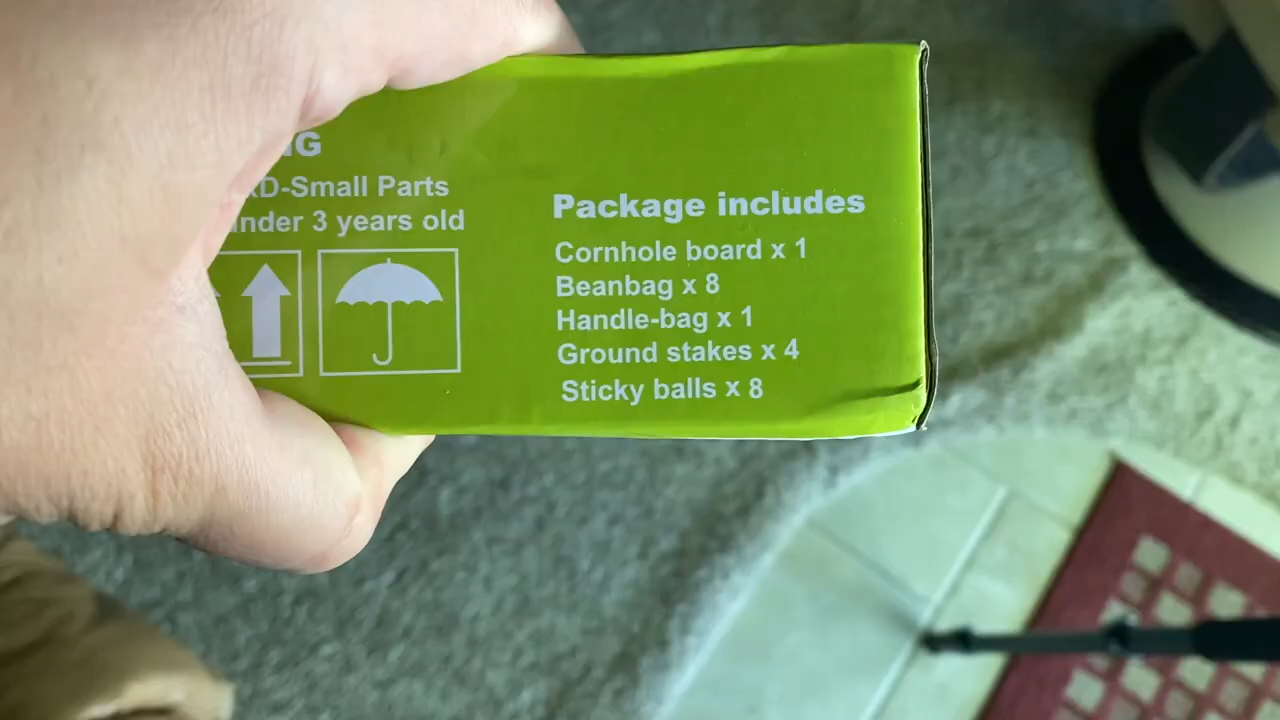 -Small Parts
3 years old
Package includes
Cornhole board x 1
Beanbag x 8
Handle-bag x 1
Ground stakes x 4
Sticky balls x 8